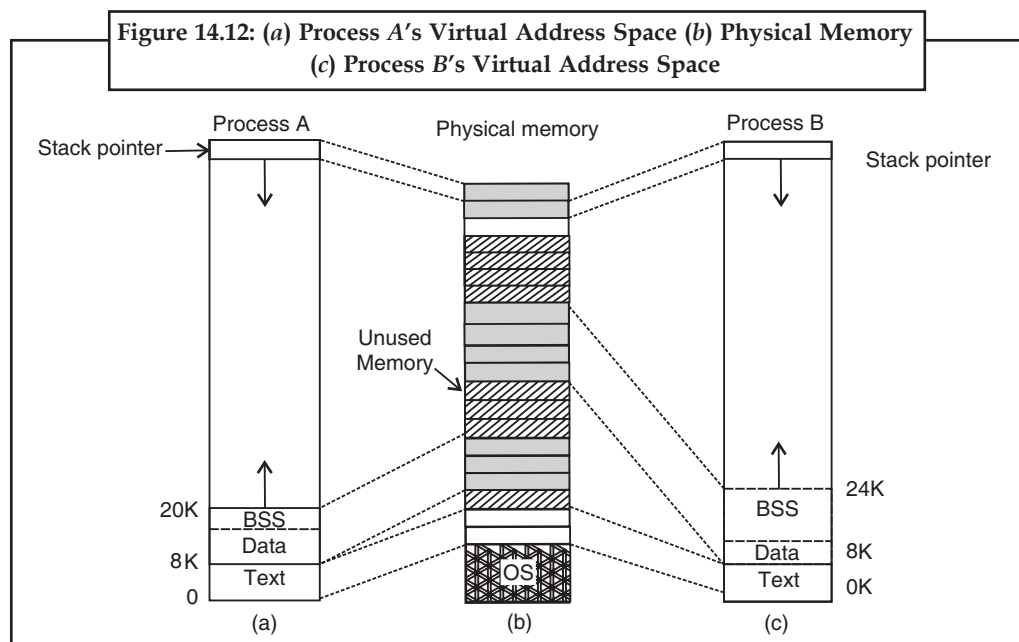 Figure 14.12: (a) Process A's Virtual Address Space (b) Physical Memory
(c) Process B's Virtual Address Space
Process A
Physical memory
Process B
Stack pointer
Stack pointer
Unused
Memory
20K
BSS
Data
8K
Text
0
OS
24K
BSS
Data
8K
Text
0K
(a)
(b)
(c)